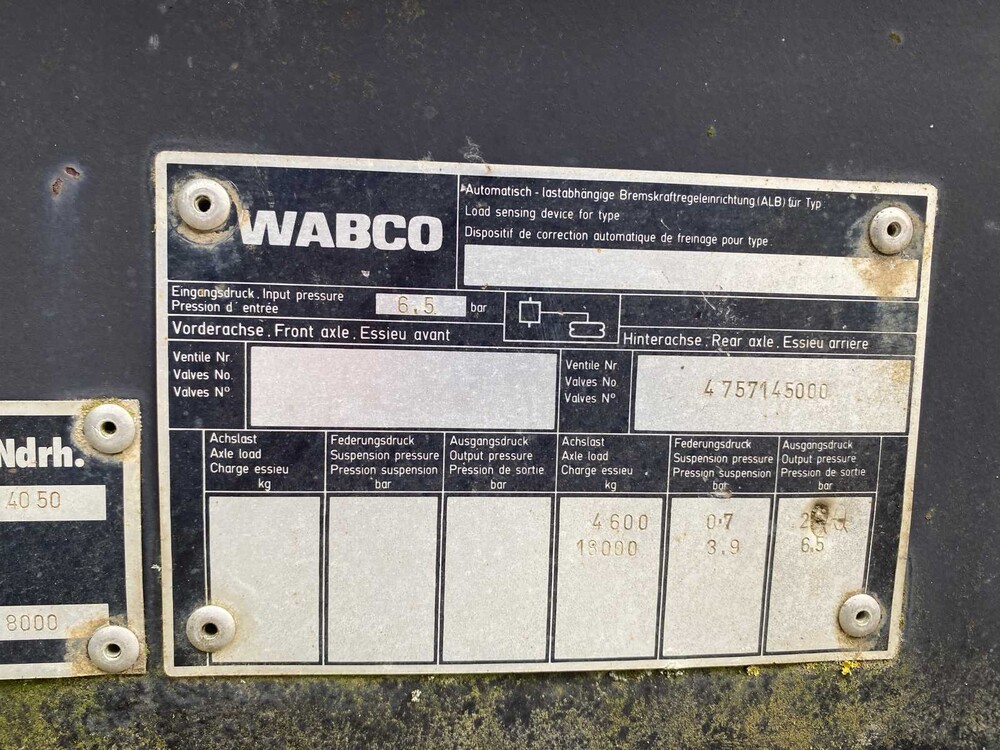 WABCO
Automatisch - lastabhängige Bremskraftregeleinrichtung (ALB) für Typ:
Load sensing device for type
Dispositif de correction automatique de freinage pour type:
Eingangsdruck. Input pressure
Pression d' entrée
6.5 bar
Vorderachse. Front axle. Essieu avant
Hinterachse. Rear axle. Essieu arrière
Ventile Nr.
Valves No.
Valves N°
Ventile Nr.
Valves No.
Valves N°
4757145000
Achslast
Axle load
Charge essieu
kg
Federungsdruck
Suspension pressure
Pression suspension
bar
Ausgangsdruck
Output pressure
Pression de sortie
bar
Achslast
Axle load
Charge essieu
kg
Federungsdruck
Suspension pressure
Pression suspension
bar
Ausgangsdruck
Output pressure
Pression de sortie
bar
4600 0.7
18000 3.9 6.5
Ndrh.
4050
8000